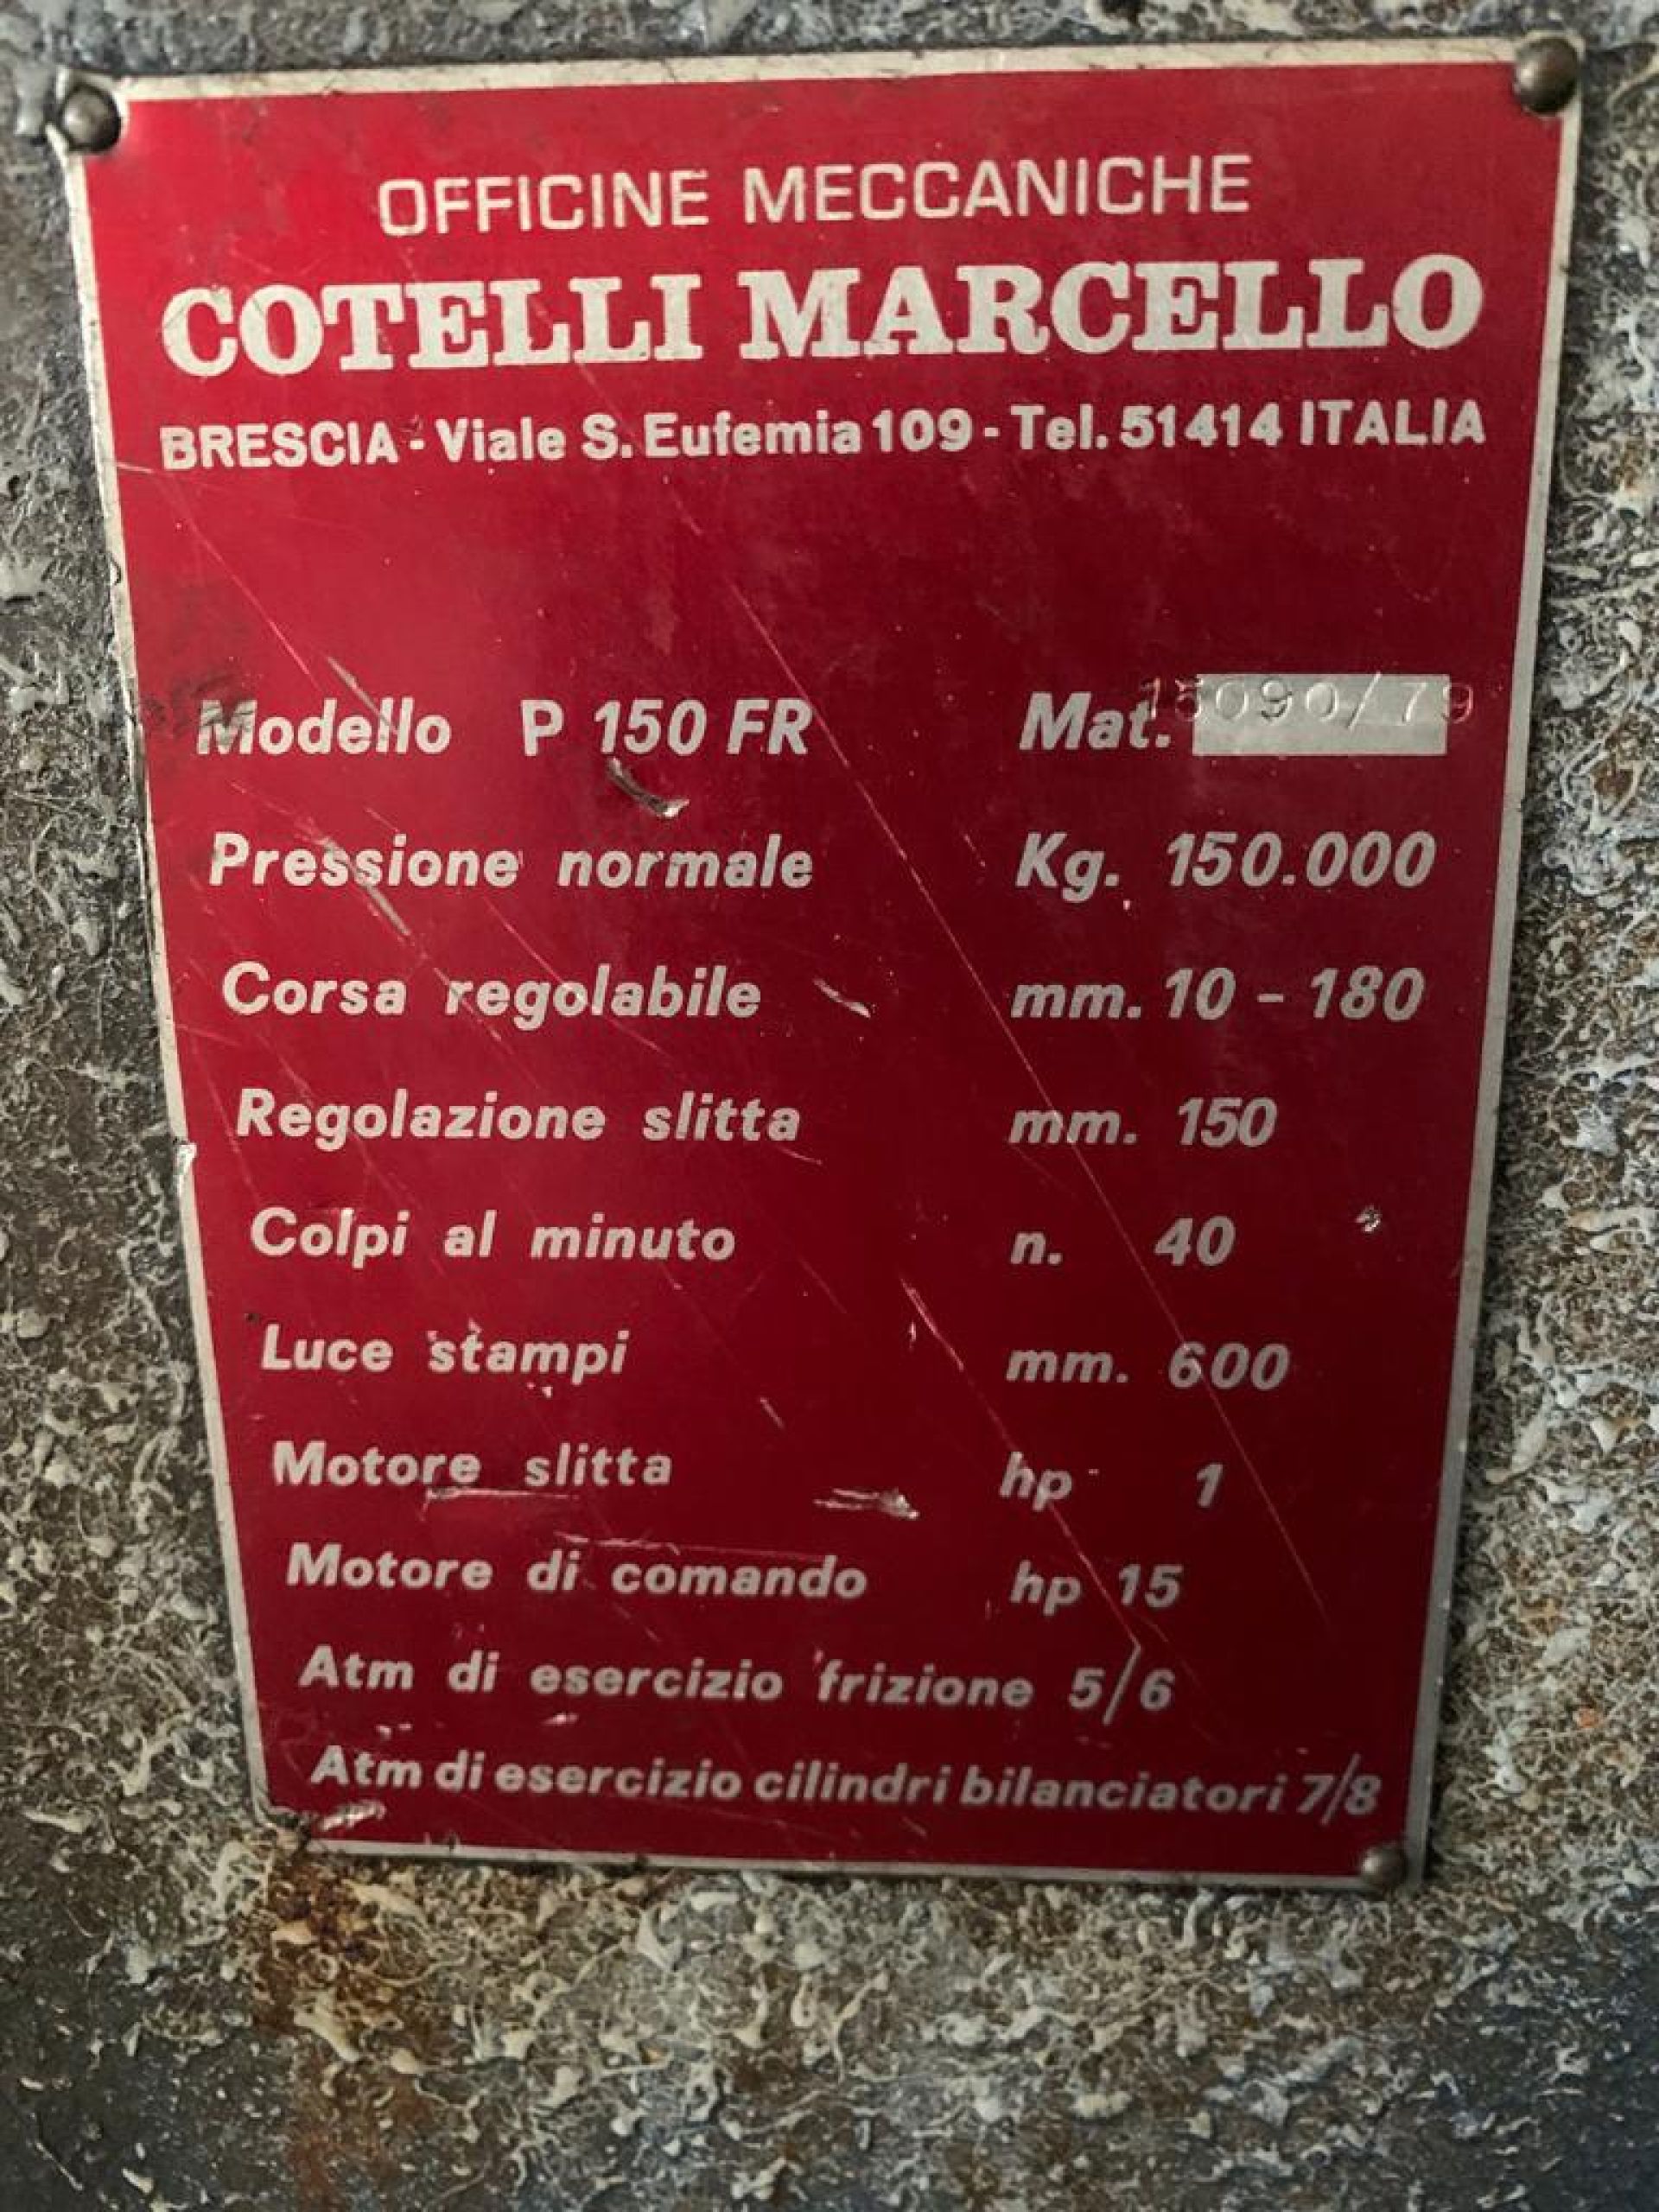 OFFICINE MECCANICHE
COTELLI MARCELLO
BRESCIA - Viale S. Eufemia 109 - Tel. 51414 ITALIA
Modello P 150 FR Mat. 15090/79
Pressione normale Kg. 150.000
Corsa regolabile mm. 10 - 180
Regolazione slitta mm. 150
Colpi al minuto n. 40
Luce stampi mm. 600
Motore slitta hp 1
Motore di comando hp 15
Atm di esercizio frizione 5/6
Atm di esercizio cilindri bilanciatori 7/8